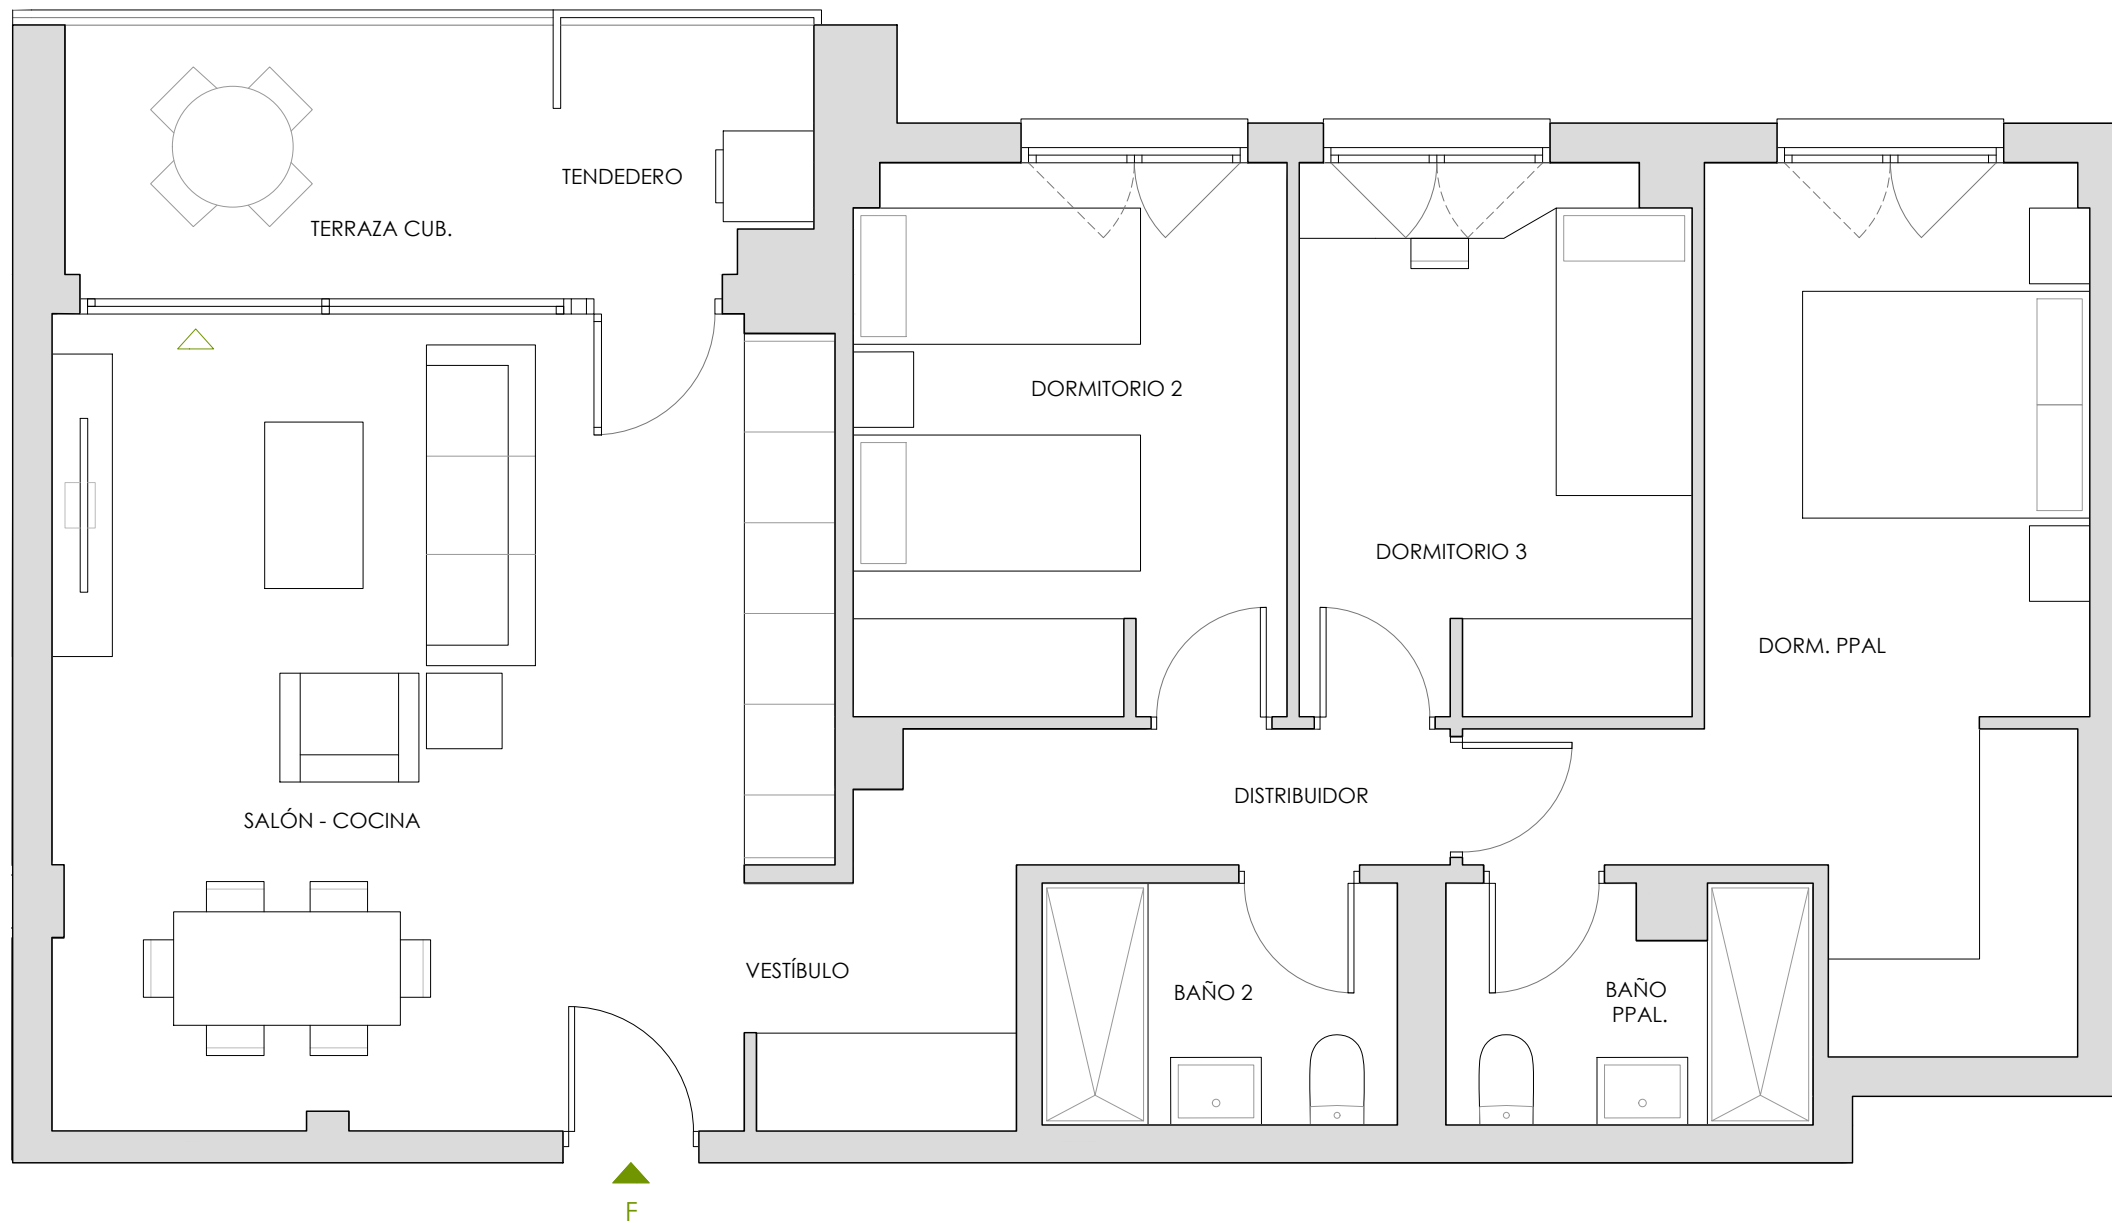 TENDEDERO
TERRAZA CUB.
DORMITORIO 2
DORMITORIO 3
DORM. PPAL
DISTRIBUIDOR
SALÓN - COCINA
VESTÍBULO
BAÑO 2
BAÑO
PPAL.
F